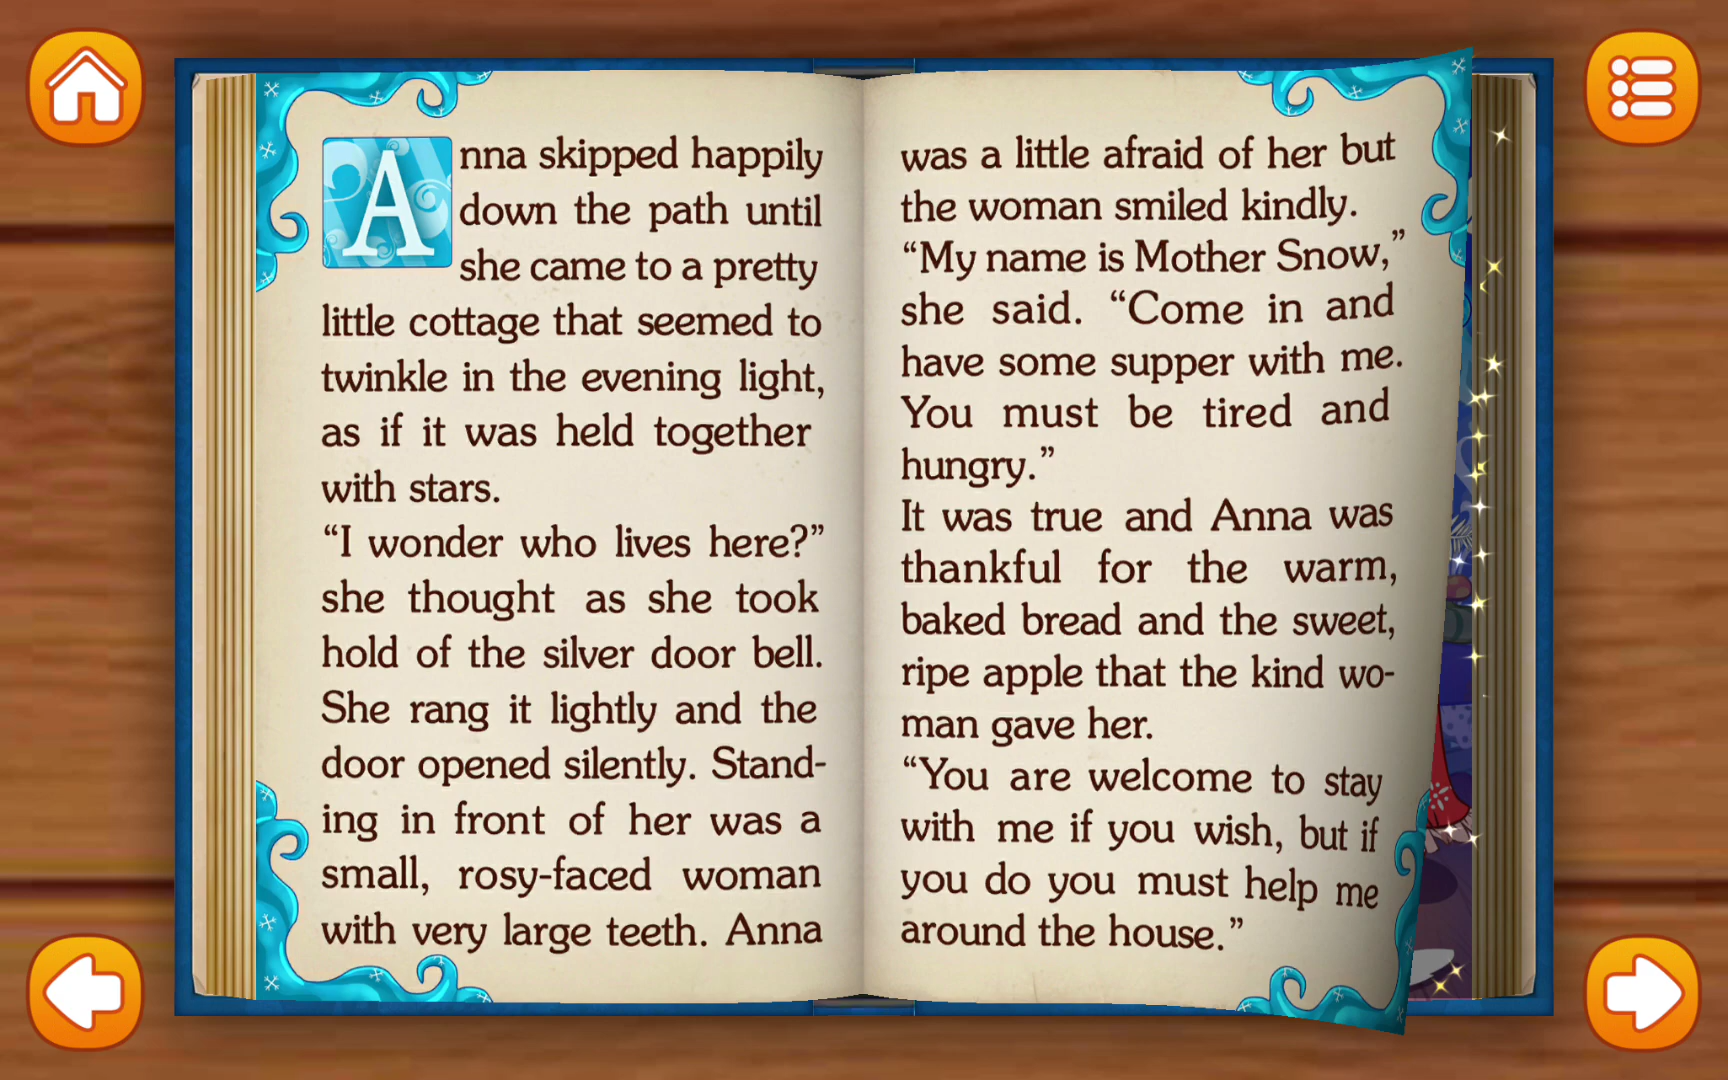 Anna skipped happily
down the path until
she came to a pretty
little cottage that seemed to
twinkle in the evening light,
as if it was held together
with stars.
“I wonder who lives here?”
she thought as she took
hold of the silver door bell.
She rang it lightly and the
door opened silently. Stand-
ing in front of her was a
small, rosy-faced woman
with very large teeth. Anna
was a little afraid of her but
the woman smiled kindly.
“My name is Mother Snow,”
she said. “Come in and
have some supper with me.
You must be tired and
hungry.”
It was true and Anna was
thankful for the warm,
baked bread and the sweet,
ripe apple that the kind wo-
man gave her.
“You are welcome to stay
with me if you wish, but if
you do you must help me
around the house.”